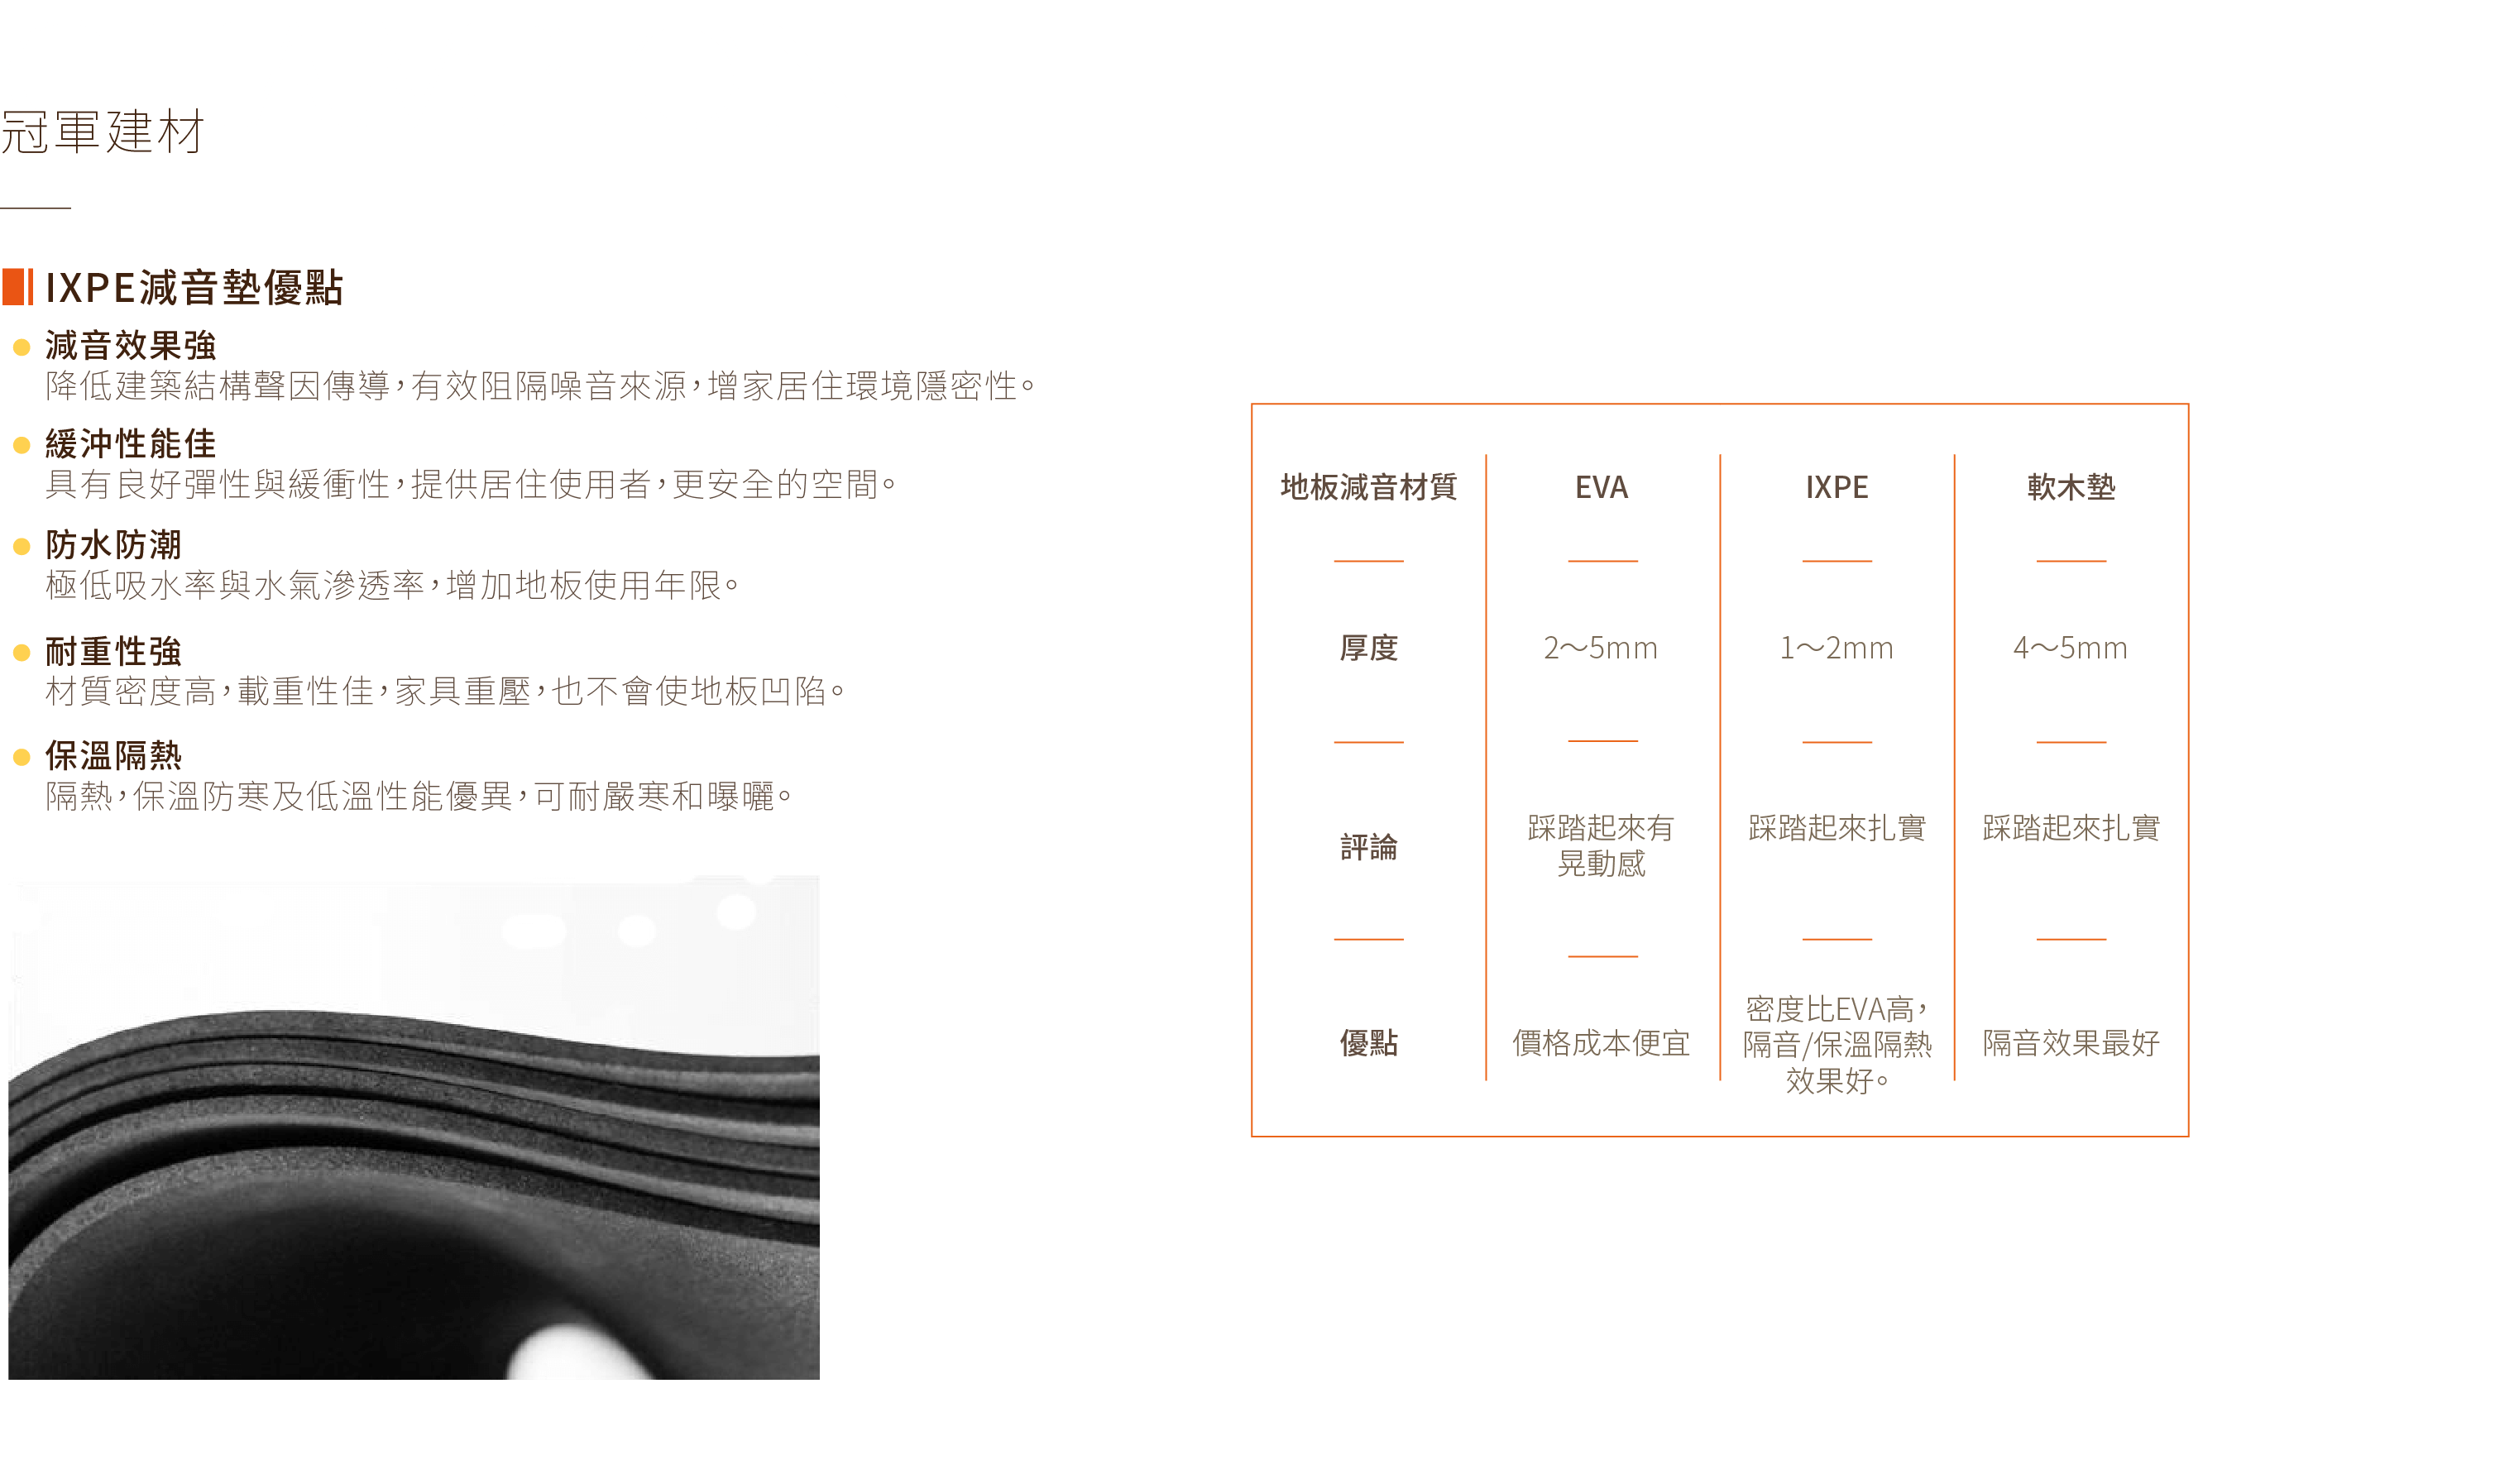 冠軍建材
IXPE減音墊優點
減音效果強
降低建築結構聲因傳導，有效阻隔噪音來源，增家居住環境隱密性。
緩沖性能佳
具有良好彈性與緩衝性，提供居住使用者，更安全的空間。
防水防潮
極低吸水率與水氣滲透率，增加地板使用年限。
耐重性強
材質密度高，載重性佳，家具重壓，也不會使地板凹陷。
保溫隔熱
隔熱，保溫防寒及低溫性能優異，可耐嚴寒和曝曬。
地板減音材質 EVA IXPE 軟木墊
厚度 2～5mm 1～2mm 4～5mm
評論
踩踏起來有
晃動感
踩踏起來扎實
踩踏起來扎實
優點
價格成本便宜
密度比EVA高，
隔音/保溫隔熱
效果好。
隔音效果最好